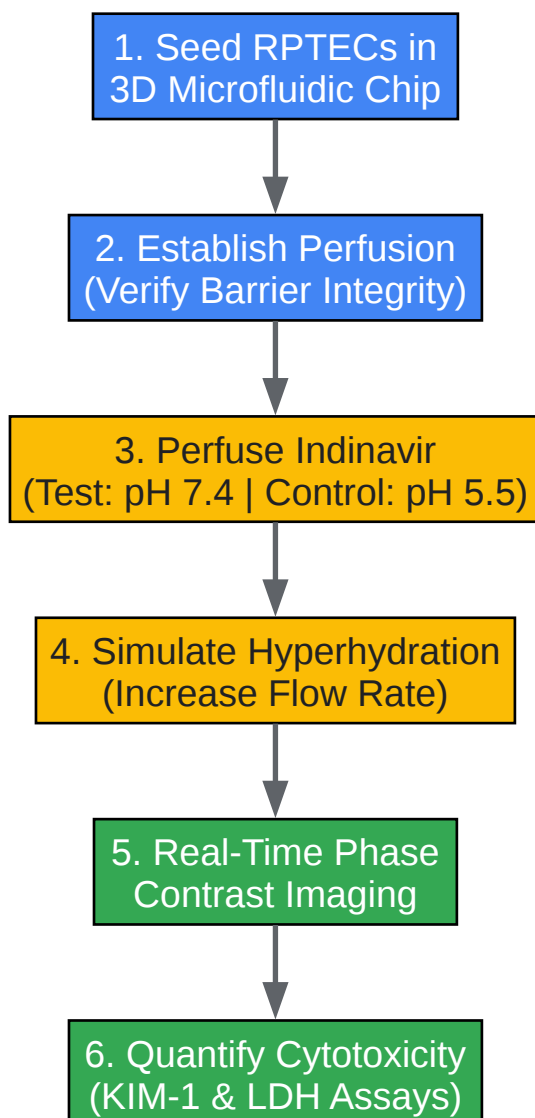 1. Seed RPTECs in
3D Microfluidic Chip
2. Establish Perfusion
(Verify Barrier Integrity)
3. Perfuse Indinavir
(Test: pH 7.4 | Control: pH 5.5)
4. Simulate Hyperhydration
(Increase Flow Rate)
5. Real-Time Phase
Contrast Imaging
6. Quantify Cytotoxicity
(KIM-1 & LDH Assays)